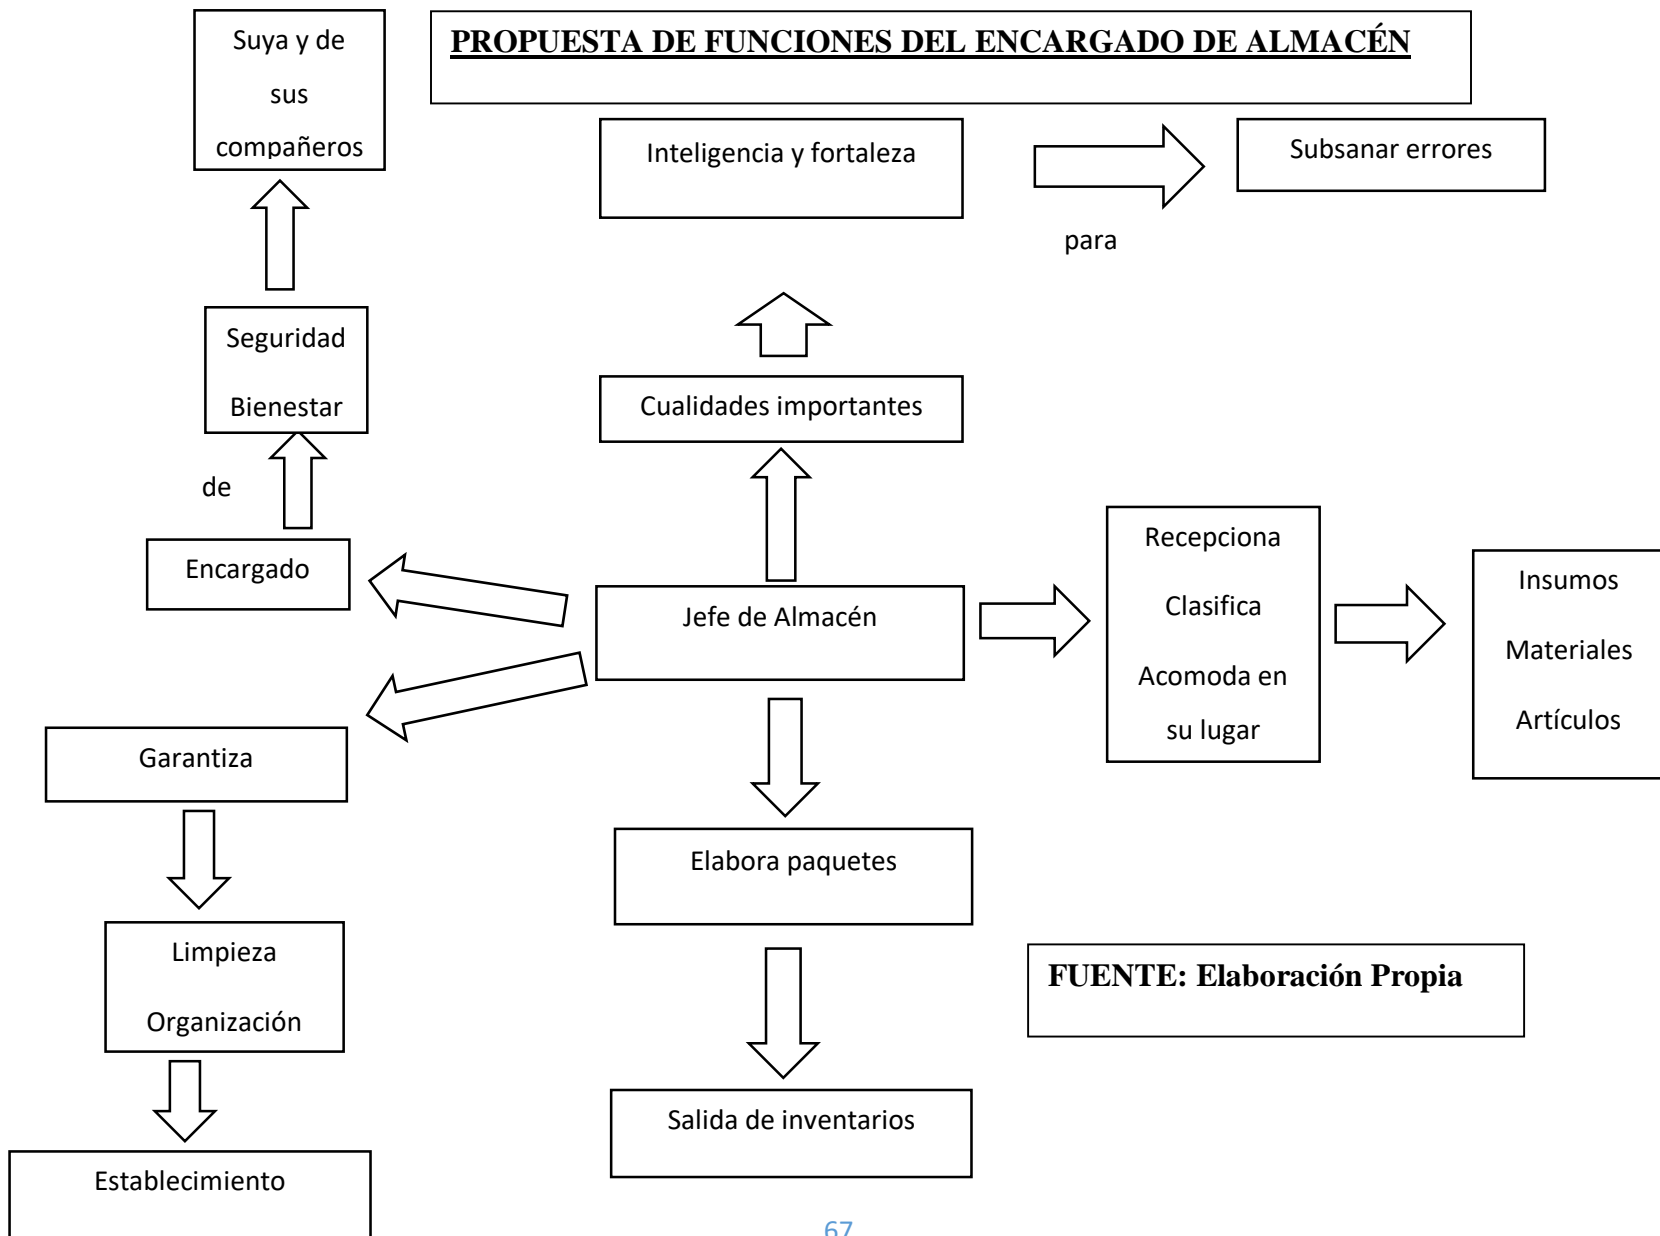 PROPUESTA DE FUNCIONES DEL ENCARGADO DE ALMACÉN
Suya y de
sus
compañeros
Inteligencia y fortaleza
Subsanar errores
para
Seguridad
Bienestar
Cualidades importantes
de
Encargado
Jefe de Almacén
Recepciona
Clasifica
Acomoda en
su lugar
Insumos
Materiales
Artículos
Garantiza
Elabora paquetes
Limpieza
Organización
FUENTE: Elaboración Propia
Salida de inventarios
Establecimiento
67